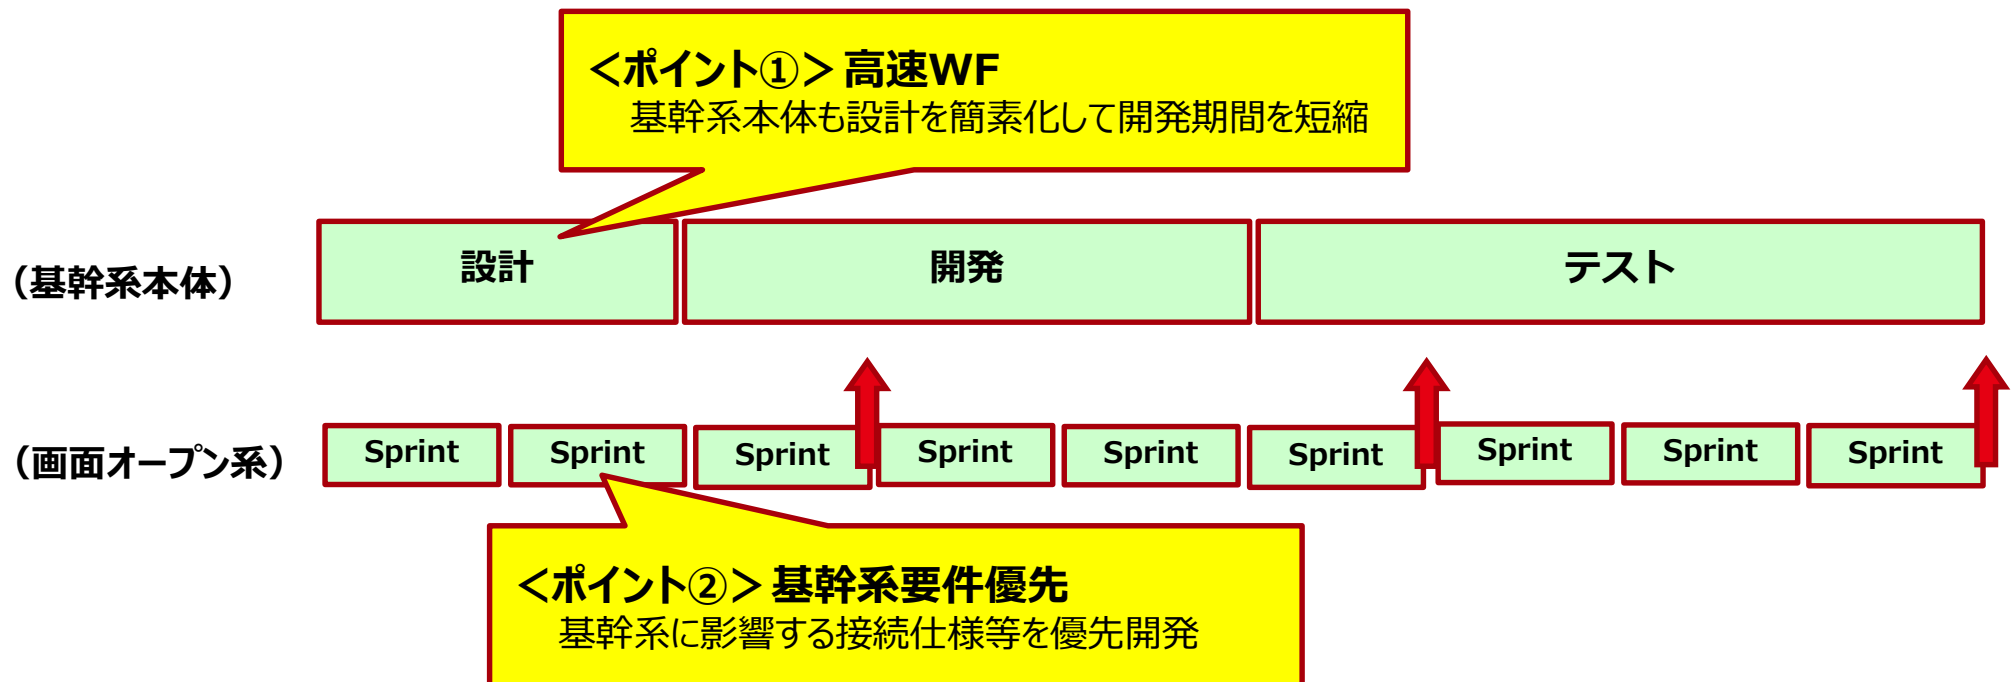 ＜ポイント①＞高速WF
基幹系本体も設計を簡素化して開発期間を短縮
（基幹系本体） 設計 開発 テスト
（画面オープン系） Sprint Sprint Sprint Sprint Sprint Sprint Sprint Sprint Sprint
＜ポイント②＞基幹系要件優先
基幹系に影響する接続仕様等を優先開発